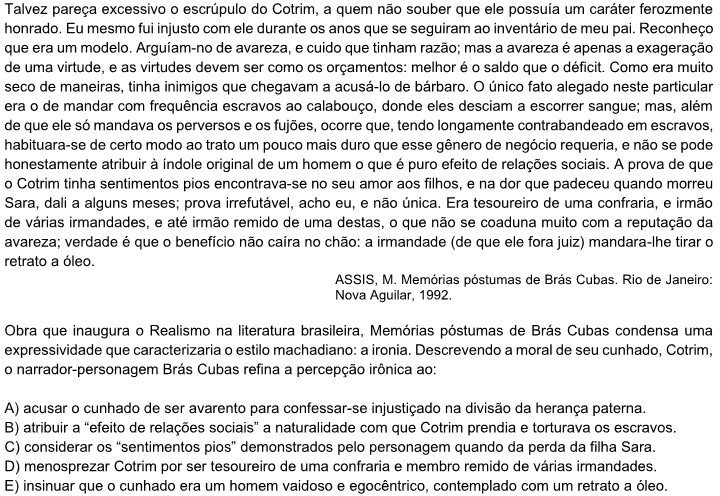 Talvez pareça excessivo o escrúpulo do Cotrim, a quem não souber que ele possuía um caráter ferozmente
honrado. Eu mesmo fui injusto com ele durante os anos que se seguiram ao inventário de meu pai. Reconheço
que era um modelo. Arguíam-no de avareza, e cuido que tinham razão; mas a avareza é apenas a exageração
de uma virtude, e as virtudes devem ser como os orçamentos: melhor é o saldo que o déficit. Como era muito
seco de maneiras, tinha inimigos que chegavam a acusá-lo de bárbaro. O único fato alegado neste particular
era o de mandar com frequência escravos ao calabouço, donde eles desciam a escorrer sangue; mas, além
de que ele só mandava os perversos e os fujões, ocorre que, tendo longamente contrabandeado em escravos,
habituara-se de certo modo ao trato um pouco mais duro que esse gênero de negócio requeria, e não se pode
honestamente atribuir à índole original de um homem o que é puro efeito de relações sociais. A prova de que
o Cotrim tinha sentimentos pios encontrava-se no seu amor aos filhos, e na dor que padeceu quando morreu
Sara, dali a alguns meses; prova irrefutável, acho eu, e não única. Era tesoureiro de uma confraria, e irmão
de várias irmandades, e até irmão remido de uma destas, o que não se coaduna muito com a reputação da
avareza; verdade é que o benefício não caíra no chão: a irmandade (de que ele fora juiz) mandara-lhe tirar o
retrato a óleo.
ASSIS, M. Memórias póstumas de Brás Cubas. Rio de Janeiro:
Nova Aguilar, 1992.
Obra que inaugura o Realismo na literatura brasileira, Memórias póstumas de Brás Cubas condensa uma
expressividade que caracterizaria o estilo machadiano: a ironia. Descrevendo a moral de seu cunhado, Cotrim,
o narrador-personagem Brás Cubas refina a percepção irônica ao:
A) acusar o cunhado de ser avarento para confessar-se injustiçado na divisão da herança paterna.
B) atribuir a “efeito de relações sociais” a naturalidade com que Cotrim prendia e torturava os escravos.
C) considerar os “sentimentos pios” demonstrados pelo personagem quando da perda da filha Sara.
D) menosprezar Cotrim por ser tesoureiro de uma confraria e membro remido de várias irmandades.
E) insinuar que o cunhado era um homem vaidoso e egocêntrico, contemplado com um retrato a óleo.